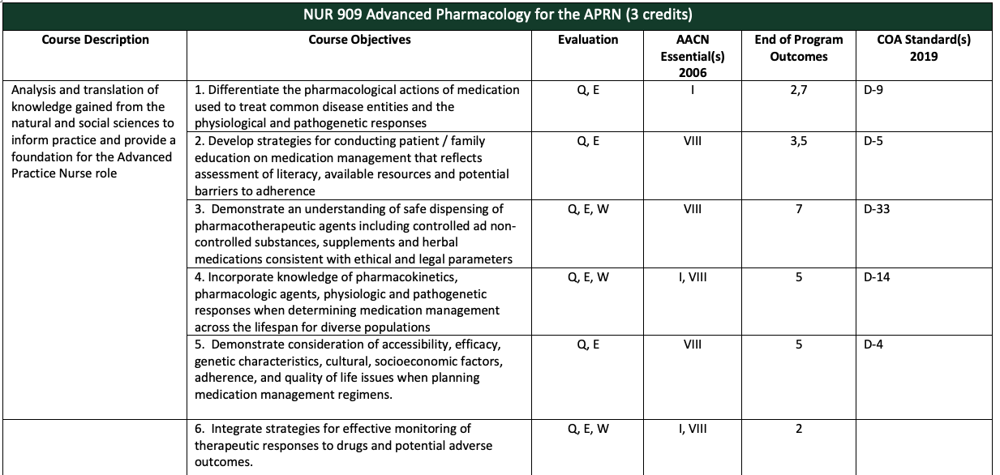 NUR 909 Advanced Pharmacology for the APRN (3 credits)
Course Description
Course Objectives
Evaluation
AACN
Essential(s)
2006
End of Program
Outcomes
COA Standard(s)
2019
Analysis and translation of
knowledge gained from the
natural and social sciences to
inform practice and provide a
foundation for the Advanced
Practice Nurse role
1. Differentiate the pharmacological actions of medication
used to treat common disease entities and the
physiological and pathogenetic responses
Q, E
I
2,7
D-9
2. Develop strategies for conducting patient / family
education on medication management that reflects
assessment of literacy, available resources and potential
barriers to adherence
Q, E
VIII
3,5
D-5
3. Demonstrate an understanding of safe dispensing of
pharmacotherapeutic agents including controlled ad non-
controlled substances, supplements and herbal
medications consistent with ethical and legal parameters
Q, E, W
VIII
7
D-33
4. Incorporate knowledge of pharmacokinetics,
pharmacologic agents, physiologic and pathogenetic
responses when determining medication management
across the lifespan for diverse populations
Q, E, W
I, VIII
5
D-14
5. Demonstrate consideration of accessibility, efficacy,
genetic characteristics, cultural, socioeconomic factors,
adherence, and quality of life issues when planning
medication management regimens.
Q, E
VIII
5
D-4
6. Integrate strategies for effective monitoring of
therapeutic responses to drugs and potential adverse
outcomes.
Q, E, W
I, VIII
2